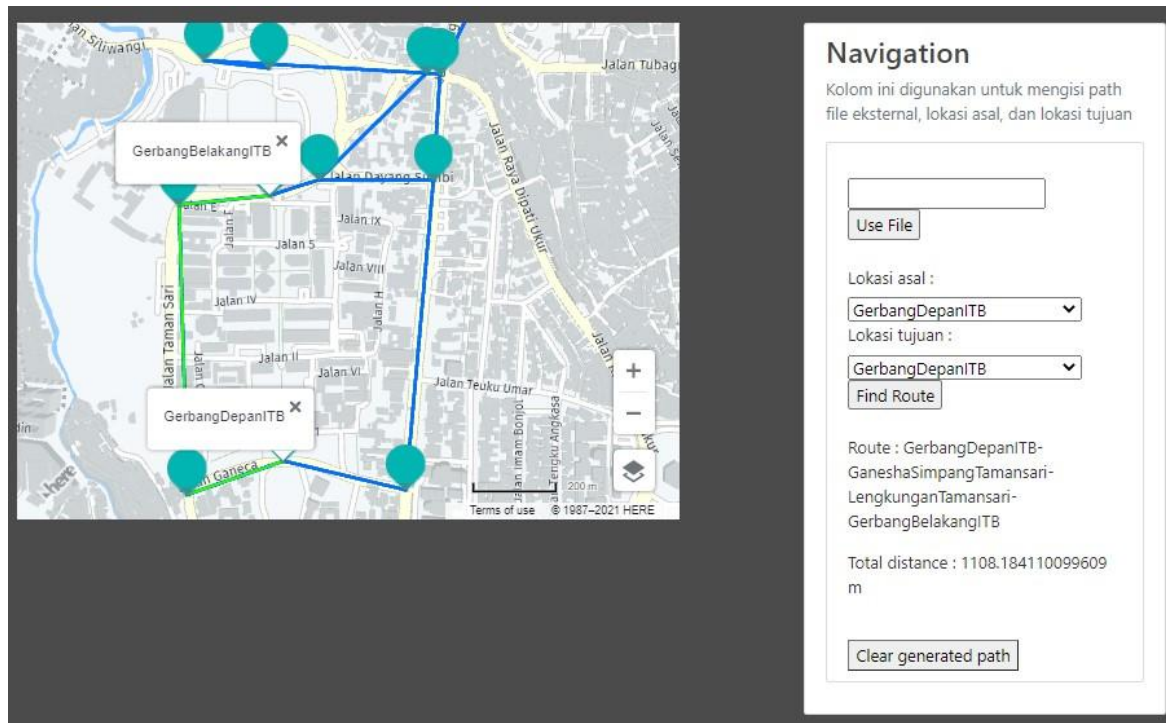 Siliwangi
Jalan Tubag
GerbangBelakangITB ×
Jalan Dayang Sumbi
Jalan Raya Dipati Ukur
Jalan E
Jalan F
Jalan IX
Jalan 5
Jalan VIII
Jalan IV
Jalan H
Jalan Taman Sari
Jalan II
Jalan VI
Jalan Teuku Umar
GerbangDepanITB ×
Jalan Imam Bonjol
Tengku Angkasa
Ganeca
+
−
200 m
here
Terms of use © 1987–2021 HERE
Navigation
Kolom ini digunakan untuk mengisi path
file eksternal, lokasi asal, dan lokasi tujuan
Use File
Lokasi asal :
GerbangDepanITB
Lokasi tujuan :
GerbangDepanITB
Find Route
Route : GerbangDepanITB-
GaneshaSimpangTamansari-
LengkunganTamansari-
GerbangBelakangITB
Total distance : 1108.184110099609
m
Clear generated path